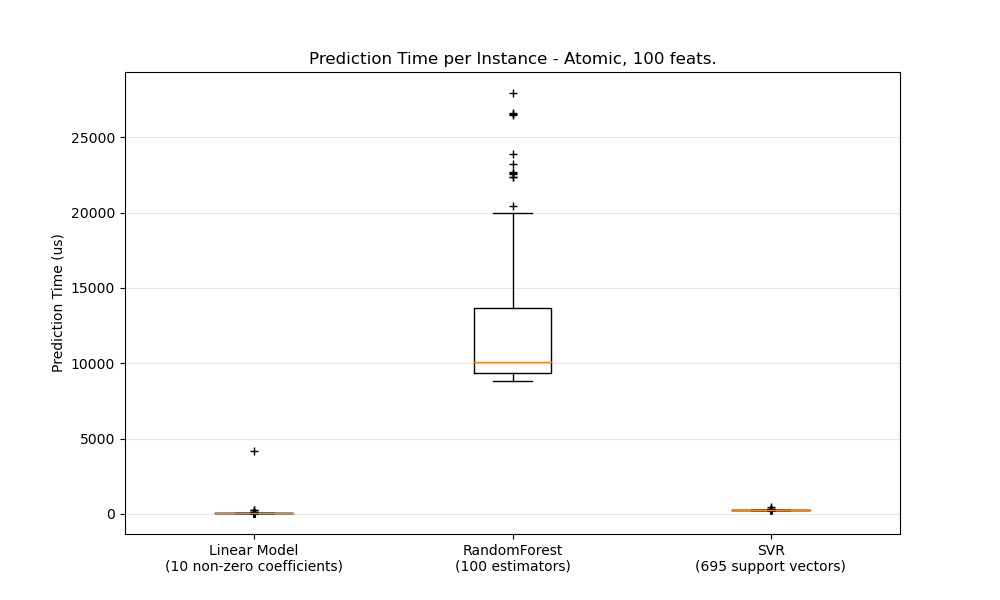 Prediction Time per Instance - Atomic, 100 feats.
Prediction Time (us)
25000
20000
15000
10000
5000
0
Linear Model
(10 non-zero coefficients)
RandomForest
(100 estimators)
SVR
(695 support vectors)